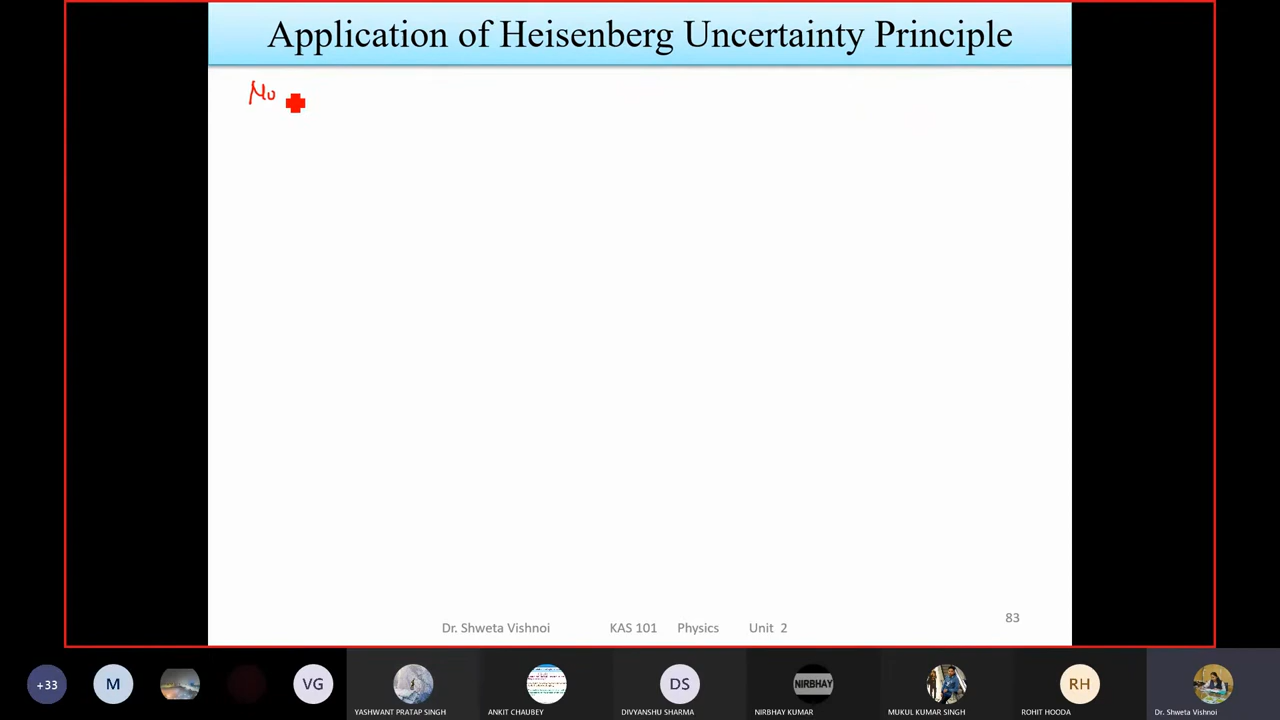 Application of Heisenberg Uncertainty Principle
Nu
83
Dr. Shweta Vishnoi KAS 101 Physics Unit 2
+33
M
VG
YASHWANT PRATAP SINGH
ANKIT CHAUBEY
DS
DIVYANSHU SHARMA
NIRBHAY
NIRBHAY KUMAR
MUKUL KUMAR SINGH
RH
ROHIT HOODA
Dr. Shweta Vishnoi